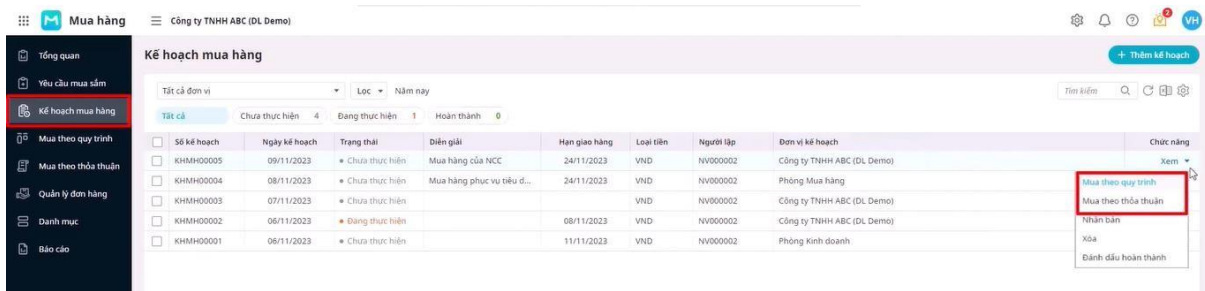 Mua hàng
Công ty TNHH ABC (DL Demo)
2
VH
Tổng quan
Yêu cầu mua sắm
Kế hoạch mua hàng
Mua theo quy trình
Mua theo thỏa thuận
Quản lý đơn hàng
Danh mục
Báo cáo
Kế hoạch mua hàng
+ Thêm kế hoạch
Tất cả đơn vị Lọc Năm nay Tìm kiếm
Tất cả Chưa thực hiện 4 Đang thực hiện 1 Hoàn thành 0
Số kế hoạch Ngày kế hoạch Trạng thái Diễn giải Hạn giao hàng Loại tiền Người lập Đơn vị kế hoạch Chức năng
KHMH00005 09/11/2023 Chưa thực hiện Mua hàng của NCC 24/11/2023 VND NV000002 Công ty TNHH ABC (DL Demo) Xem
KHMH00004 08/11/2023 Chưa thực hiện Mua hàng phục vụ tiêu d... 24/11/2023 VND NV000002 Phòng Mua hàng
KHMH00003 07/11/2023 Chưa thực hiện VND NV000002 Công ty TNHH ABC (DL Demo)
KHMH00002 06/11/2023 Đang thực hiện 08/11/2023 VND NV000002 Công ty TNHH ABC (DL Demo)
KHMH00001 06/11/2023 Chưa thực hiện 11/11/2023 VND NV000002 Phòng Kinh doanh
Mua theo quy trình
Mua theo thỏa thuận
Nhân bản
Xóa
Đánh dấu hoàn thành